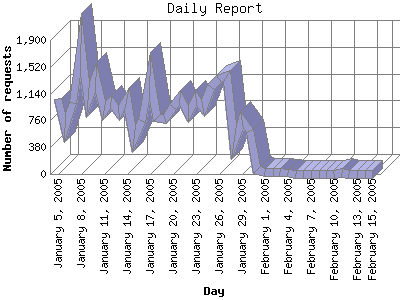 Daily Report
Number of requests
1,900
1,520
1,140
760
380
0
January 5, 2005
January 8, 2005
January 11, 2005
January 14, 2005
January 17, 2005
January 20, 2005
January 23, 2005
January 26, 2005
January 29, 2005
February 1, 2005
February 4, 2005
February 7, 2005
February 10, 2005
February 13, 2005
February 15, 2005
Day